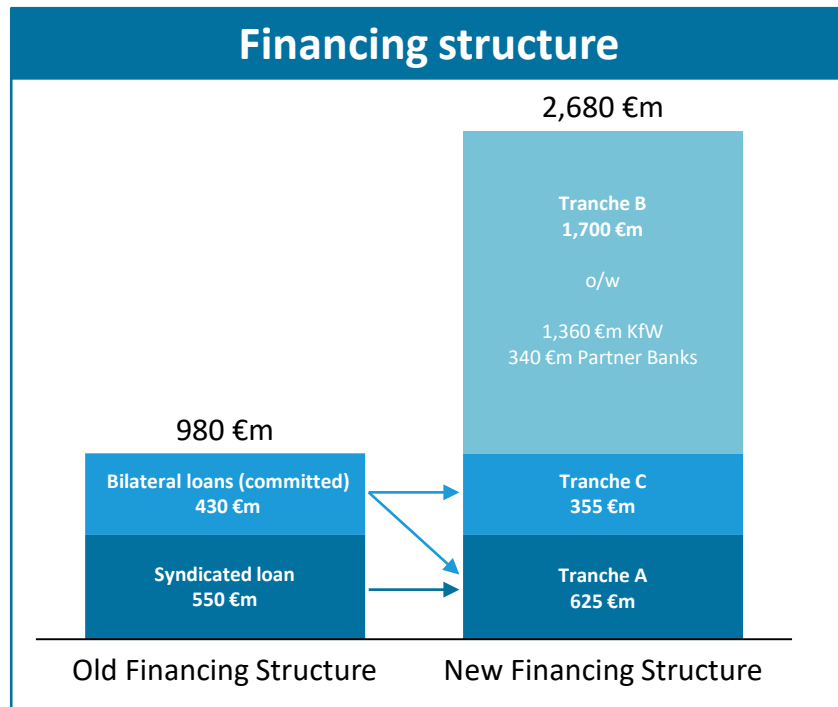 Financing structure
2,680 €m
Tranche B
1,700 €m
o/w
1,360 €m KfW
340 €m Partner Banks
980 €m
Bilateral loans (committed)
430 €m
Tranche C
355 €m
Syndicated loan
550 €m
Tranche A
625 €m
Old Financing Structure
New Financing Structure